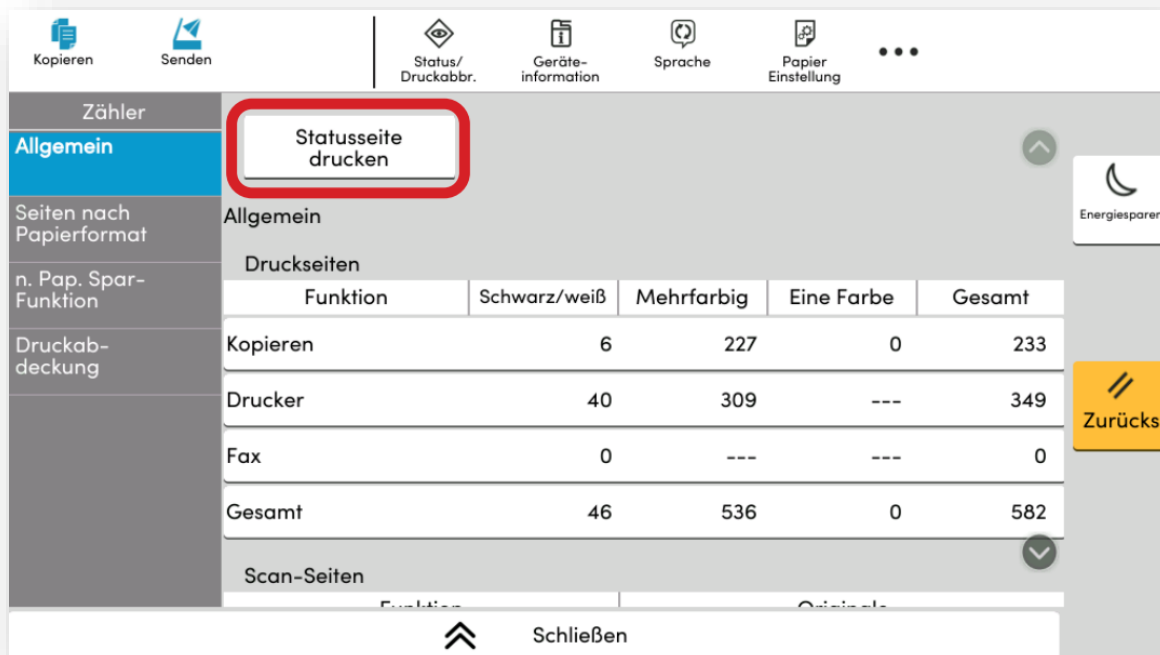 Kopieren
Senden
Status/
Druckabbr.
Geräte-
information
Sprache
Papier
Einstellung
Zähler
Allgemein
Seiten nach
Papierformat
n. Pap. Spar-
Funktion
Druckab-
deckung
Statusseite
drucken
Allgemein
Druckseiten
Funktion Schwarz/weiß Mehrfarbig Eine Farbe Gesamt
Kopieren 6 227 0 233
Drucker 40 309 --- 349
Fax 0 --- --- 0
Gesamt 46 536 0 582
Scan-Seiten
Funktion Originale
Energiesparen
Zurücks
Schließen